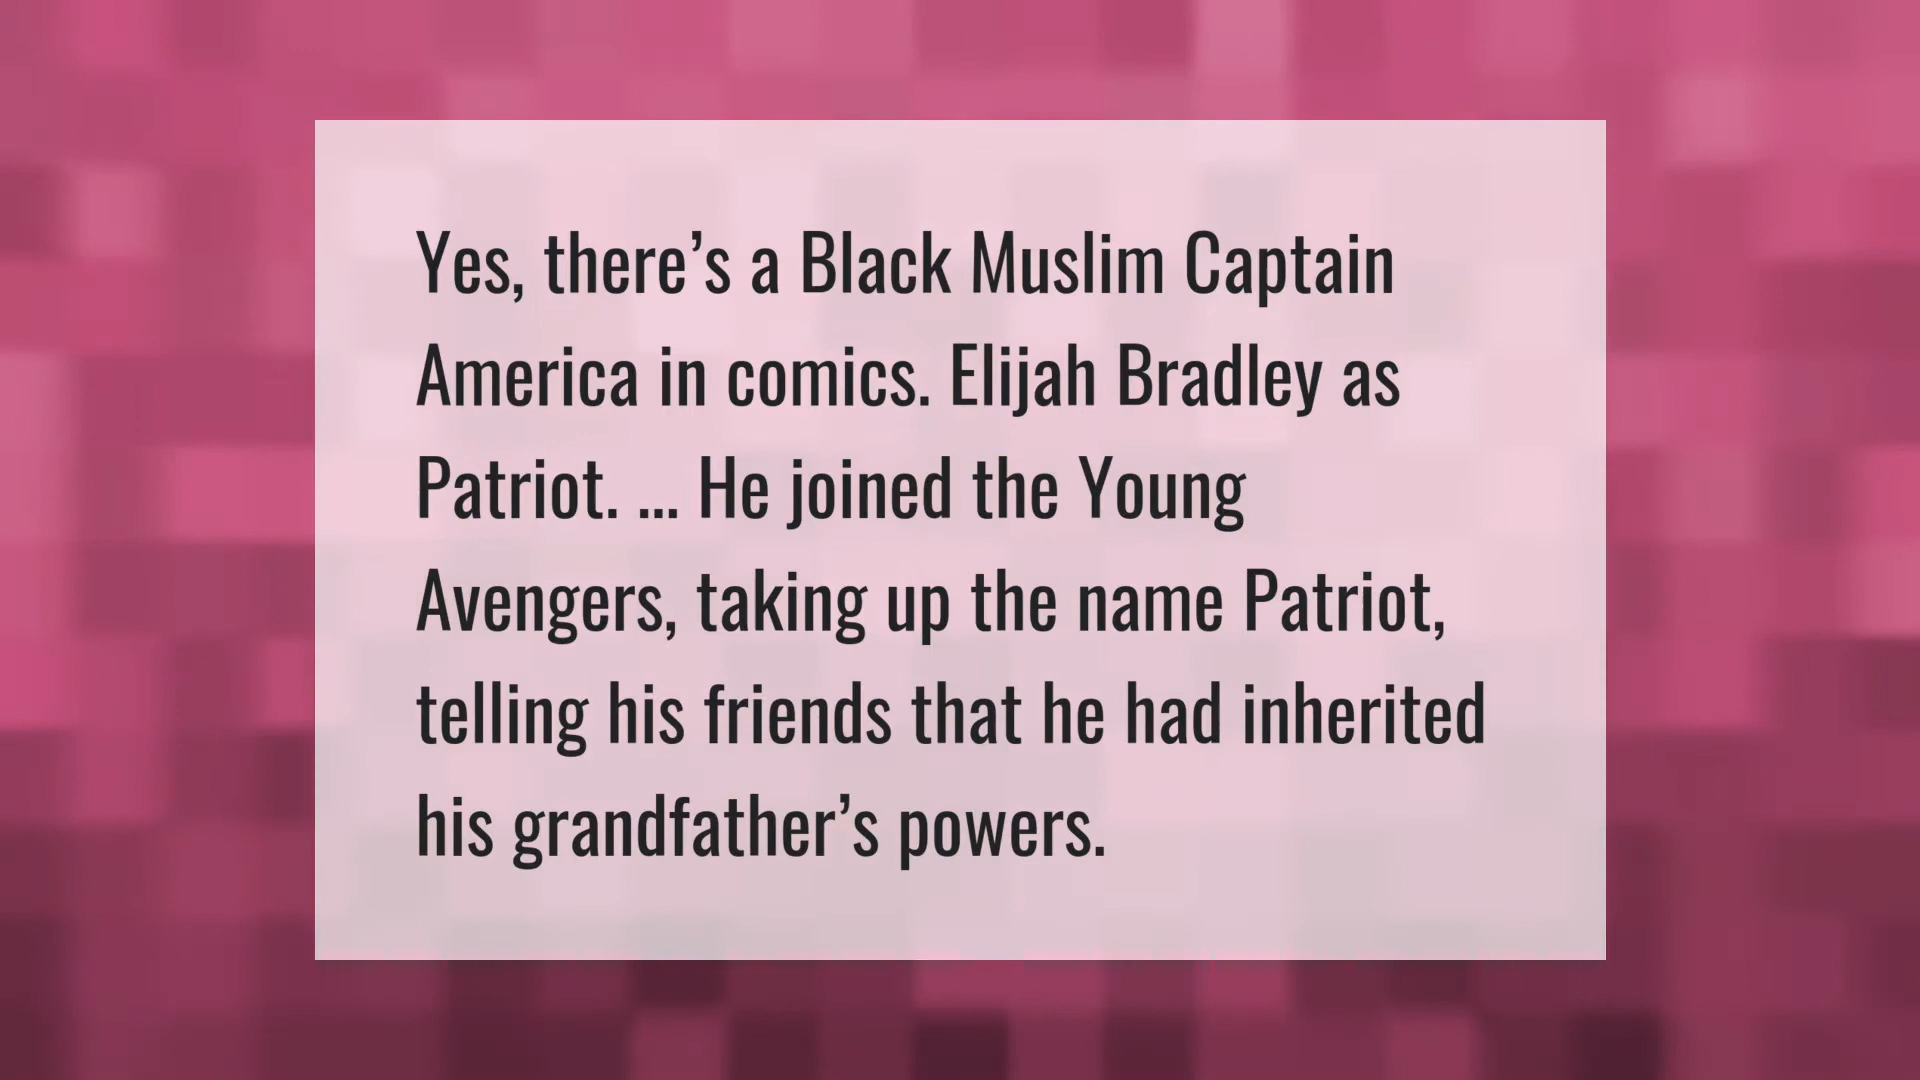 Yes, there’s a Black Muslim Captain
America in comics. Elijah Bradley as
Patriot. ... He joined the Young
Avengers, taking up the name Patriot,
telling his friends that he had inherited
his grandfather’s powers.